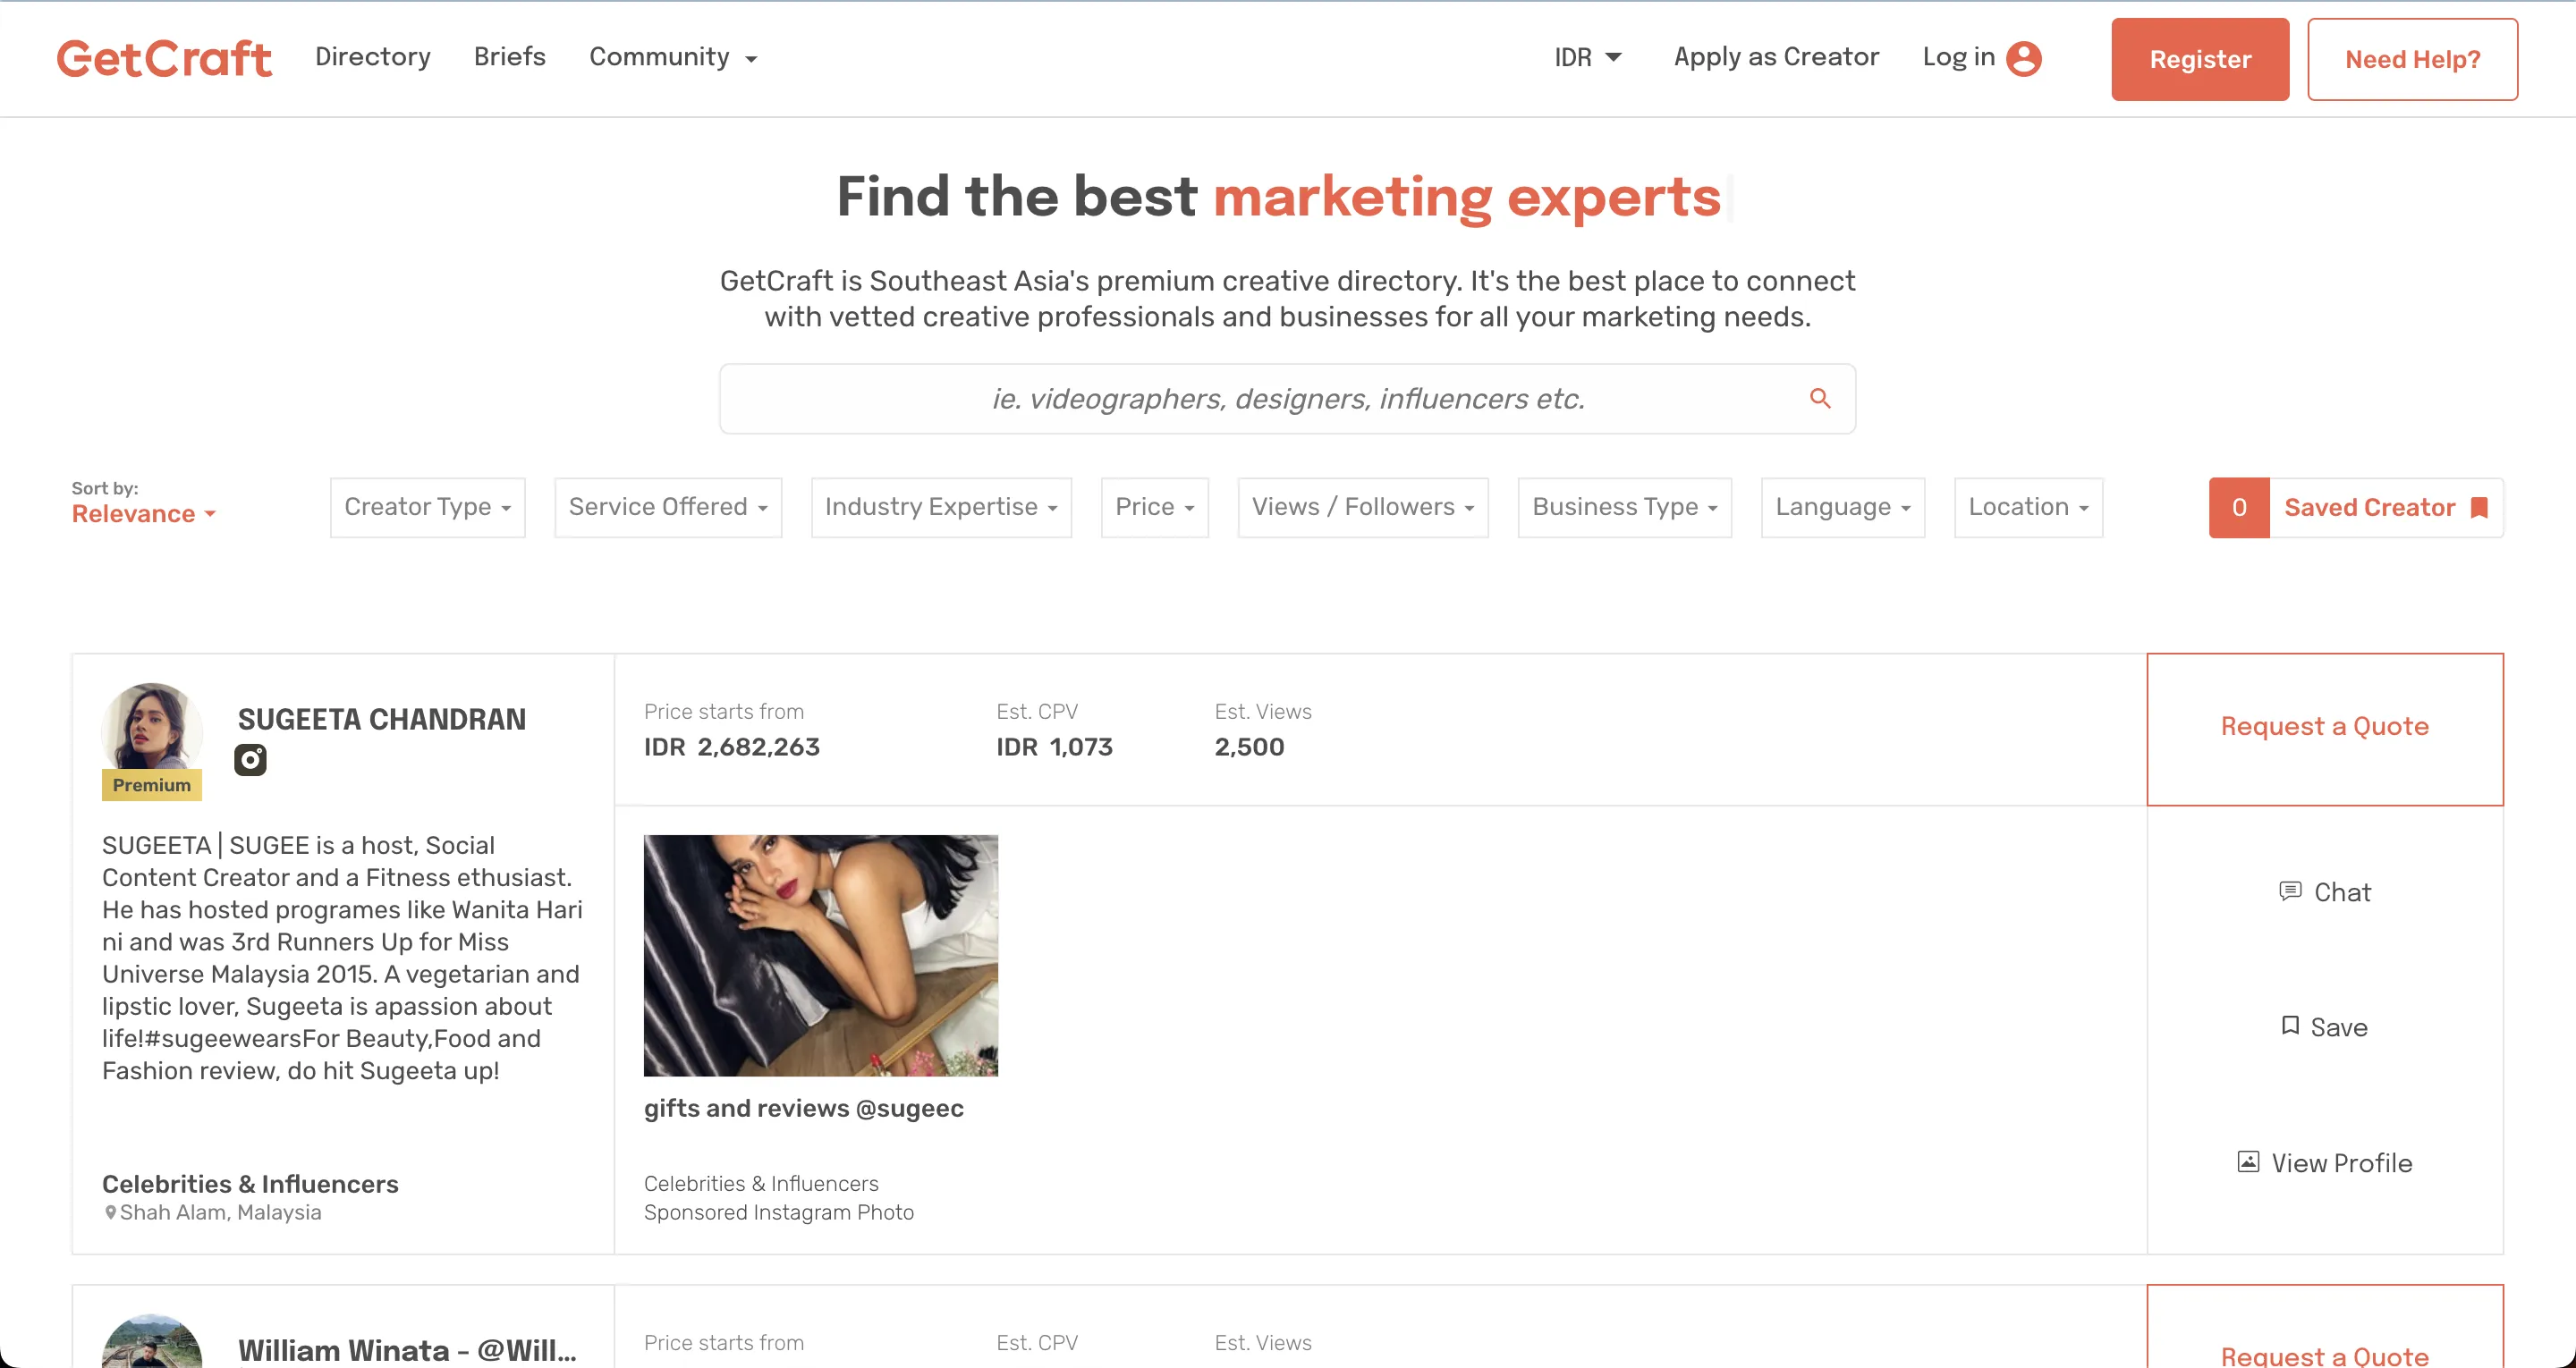 GetCraft
Directory
Briefs
Community
IDR
Apply as Creator
Log in
Register
Need Help?
Find the best marketing experts
GetCraft is Southeast Asia's premium creative directory. It's the best place to connect
with vetted creative professionals and businesses for all your marketing needs.
ie. videographers, designers, influencers etc.
Sort by:
Relevance
Creator Type
Service Offered
Industry Expertise
Price
Views / Followers
Business Type
Language
Location
0
Saved Creator
SUGEETA CHANDRAN
Premium
SUGEETA | SUGEE is a host, Social
Content Creator and a Fitness ethusiast.
He has hosted programes like Wanita Hari
ni and was 3rd Runners Up for Miss
Universe Malaysia 2015. A vegetarian and
lipstic lover, Sugeeta is apassion about
life!#sugeewearsFor Beauty,Food and
Fashion review, do hit Sugeeta up!
Celebrities & Influencers
Shah Alam, Malaysia
Price starts from
IDR 2,682,263
Est. CPV
IDR 1,073
Est. Views
2,500
gifts and reviews @sugeec
Celebrities & Influencers
Sponsored Instagram Photo
Request a Quote
Chat
Save
View Profile
William Winata - @Will...
Price starts from
Est. CPV
Est. Views
Request a Quote